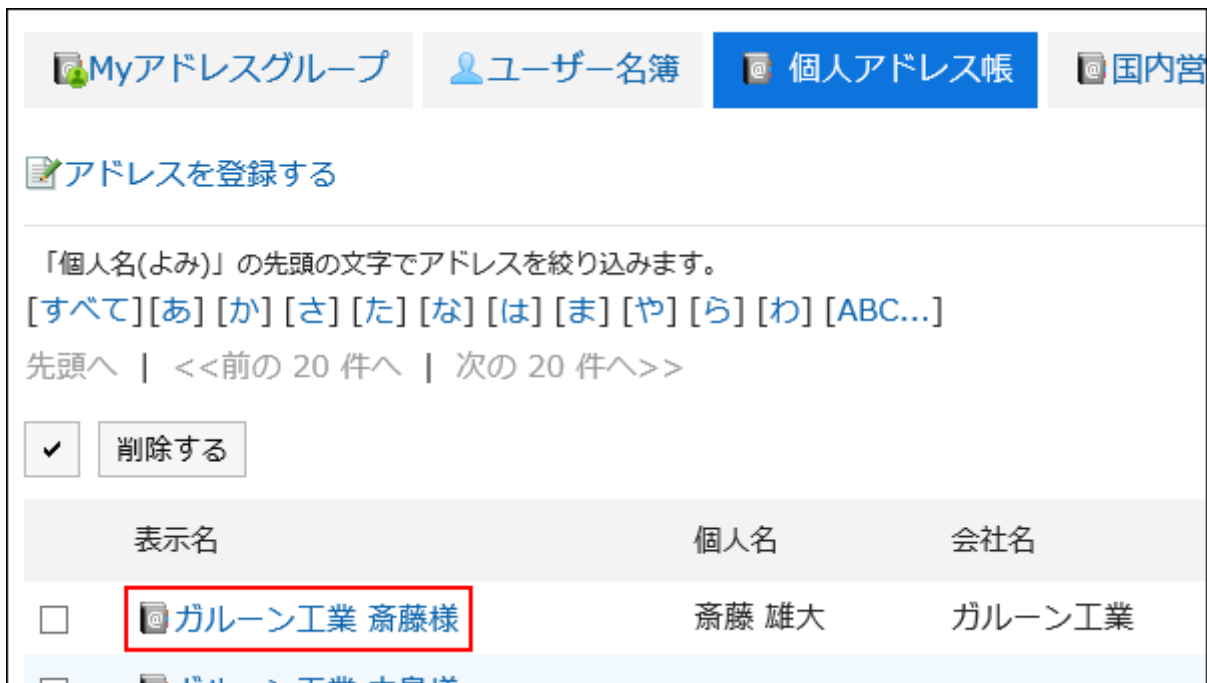 Myアドレスグループ ユーザー名簿 個人アドレス帳 国内営
アドレスを登録する
「個人名(よみ)」の先頭の文字でアドレスを絞り込みます。
[すべて][あ] [か] [さ] [た] [な] [は] [ま] [や] [ら] [わ] [ABC...]
先頭へ | <<前の 20 件へ | 次の 20 件へ>>
削除する
表示名 個人名 会社名
ガルーン工業 斎藤様 斎藤 雄大 ガルーン工業
ガルーン工業